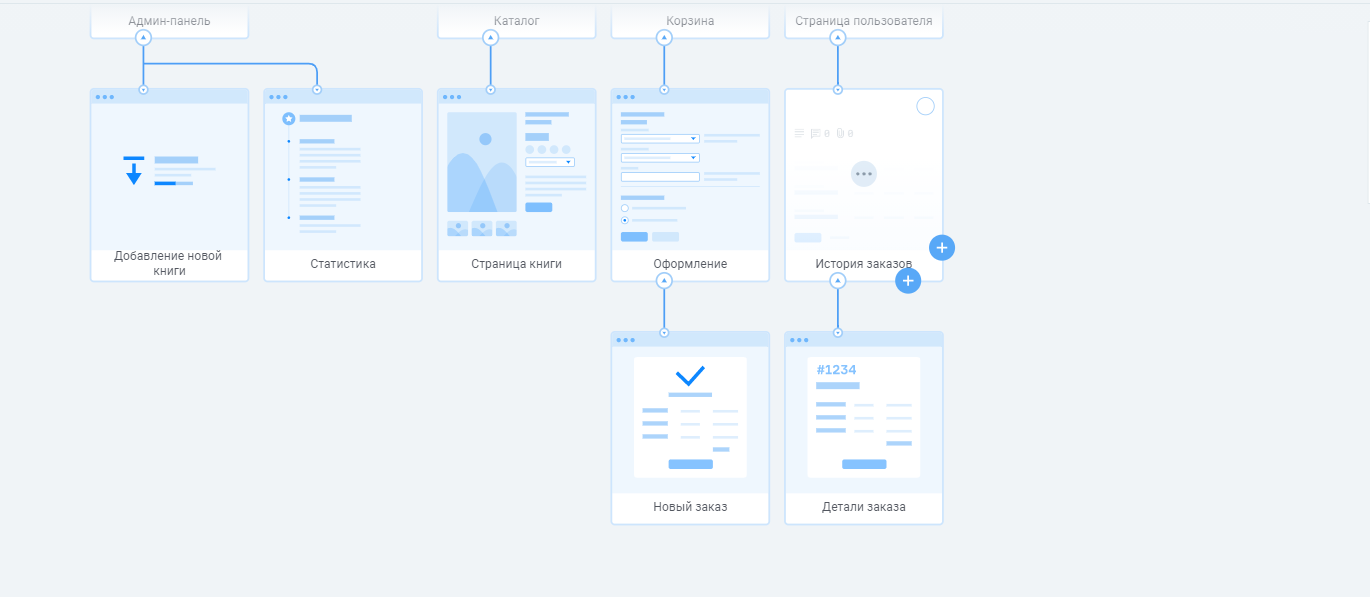 Админ-панель
Каталог
Корзина
Страница пользователя
0 0
Добавление новой
книги
Статистика
Страница книги
Оформление
История заказов
#1234
Новый заказ
Детали заказа